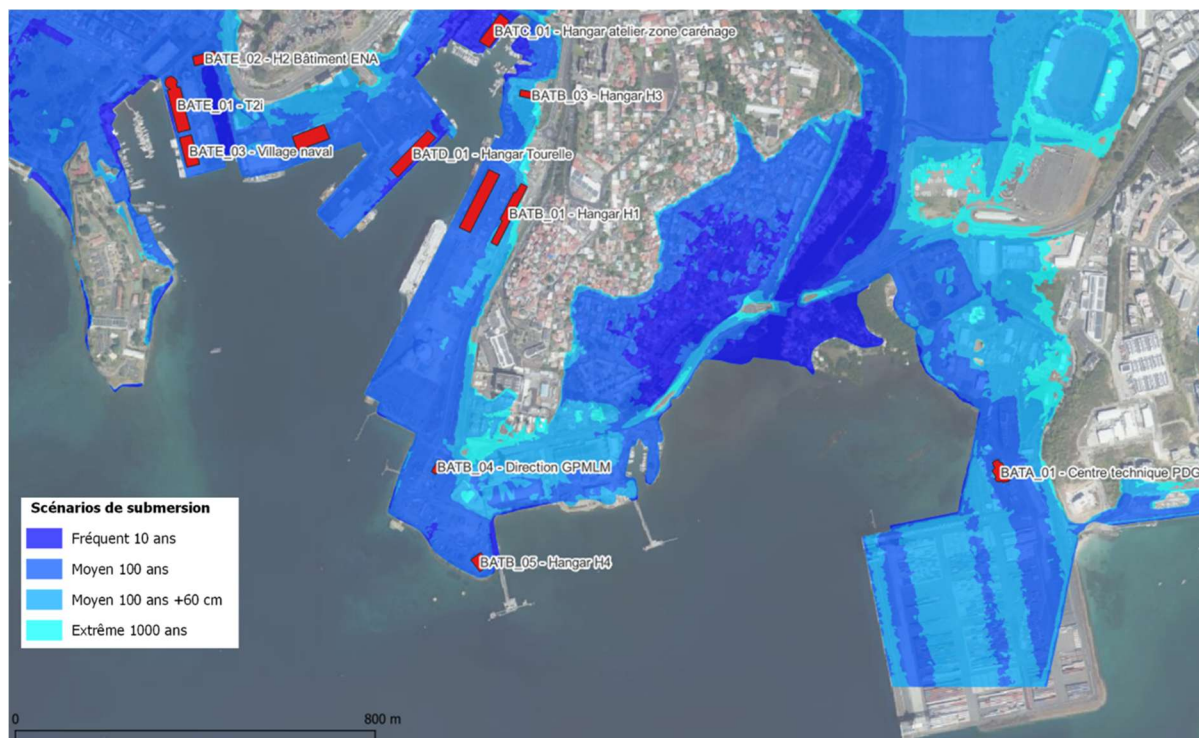 BATC_01 - Hangar atelier zone carénage
BATE_02 - H2 Bâtiment ENA
BATE_01 - T2i
BATB_03 - Hangar H3
BATE_03 - Village naval
BATD_01 - Hangar Tourelle
BATB_01 - Hangar H1
BATB_04 - Direction GPMLM
BATA_01 - Centre technique PDG
BATB_05 - Hangar H4
Scénarios de submersion
Fréquent 10 ans
Moyen 100 ans
Moyen 100 ans +60 cm
Extrême 1000 ans
0
800 m